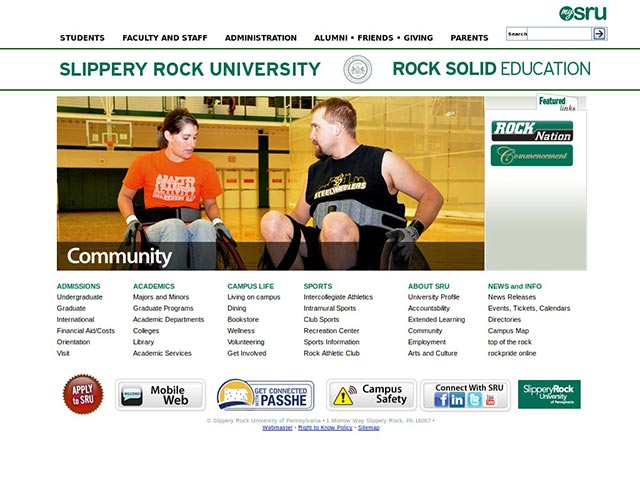 my sru
STUDENTS FACULTY AND STAFF ADMINISTRATION ALUMNI • FRIENDS • GIVING PARENTS Search
SLIPPERY ROCK UNIVERSITY ROCK SOLID EDUCATION
Featured
links
ROCK
Nation
Commencement
ADAPTED
STEELWHEELERS
Community
ADMISSIONS ACADEMICS CAMPUS LIFE SPORTS ABOUT SRU NEWS and INFO
Undergraduate Majors and Minors Living on campus Intercollegiate Athletics University Profile News Releases
Graduate Graduate Programs Dining Intramural Sports Accountability Events, Tickets, Calendars
International Academic Departments Bookstore Club Sports Extended Learning Directories
Financial Aid/Costs Colleges Wellness Recreation Center Community Campus Map
Orientation Library Volunteering Sports Information Employment top of the rock
Visit Academic Services Get Involved Rock Athletic Club Arts and Culture rockpride online
APPLY
to SRU
WELCOME
Mobile
Web
GET CONNECTED
PASSHE
Campus
Safety
Connect With SRU
f in t You Tube
SlipperyRock
University
of Pennsylvania
© Slippery Rock University of Pennsylvania • 1 Morrow Way Slippery Rock, PA 16057 •
Webmaster - Right to Know Policy - Sitemap